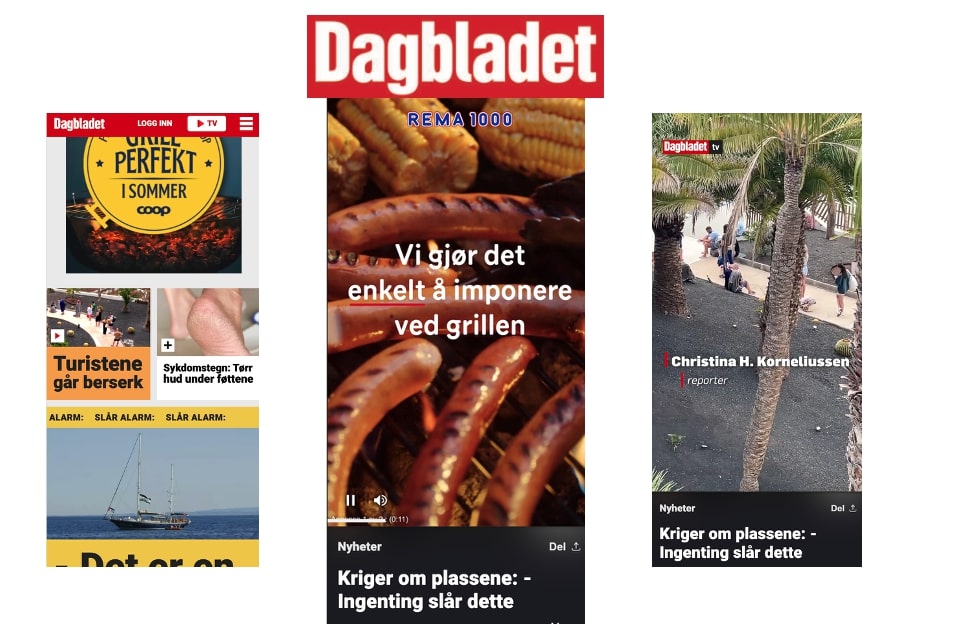 Dagbladet
Dagbladet
LOGG INN
TV
GRILL
PERFEKT
I SOMMER
coop
Turistene
går berserk
Sykdomstegn: Tørr
hud under føttene
ALARM: SLÅR ALARM: SLÅR ALARM:
- Det er en
REMA 1000
Vi gjør det
enkelt å imponere
ved grillen
(0:11)
Nyheter
Del
Kriger om plassene: -
Ingenting slår dette
Dagbladet tv
Christina H. Korneliussen
reporter
Nyheter
Del
Kriger om plassene: -
Ingenting slår dette